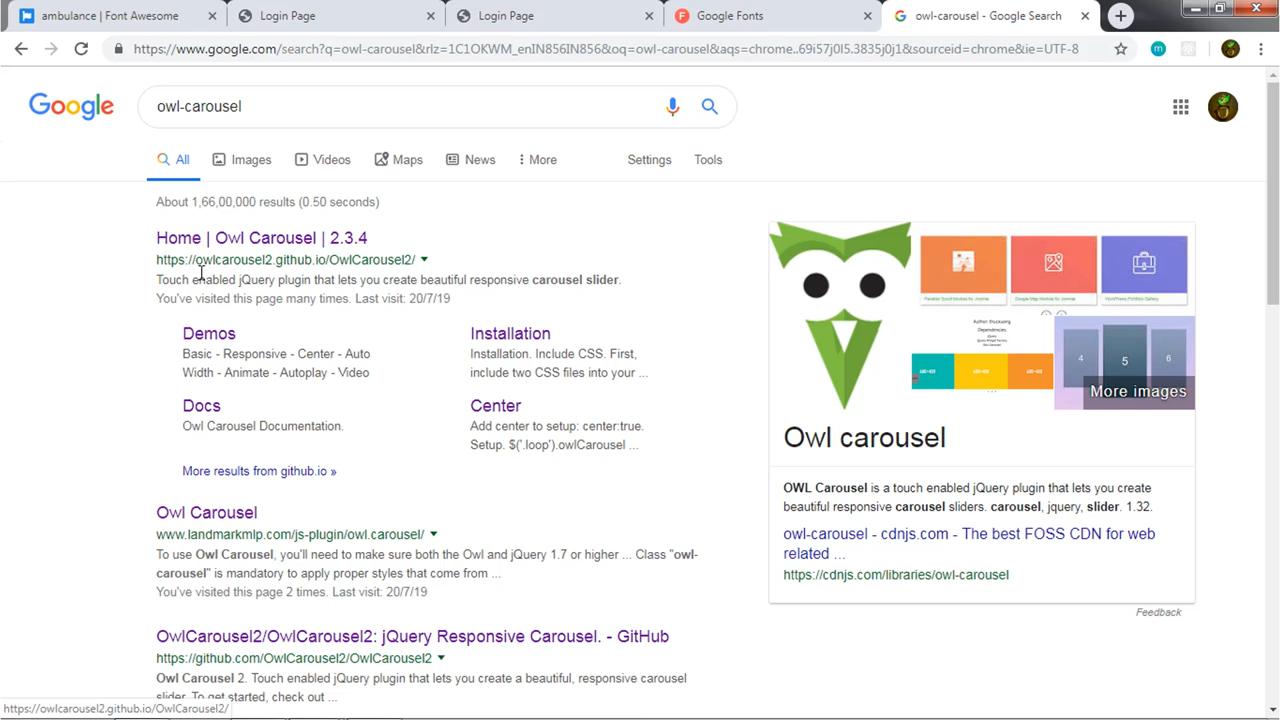 ambulance | Font Awesome
Login Page
Login Page
Google Fonts
owl-carousel - Google Search
https://www.google.com/search?q=owl-carousel&rlz=1C1OKWM_enIN856IN856&oq=owl-carousel&aqs=chrome..69i57j0l5.3835j0j1&sourceid=chrome&ie=UTF-8
m
Google
owl-carousel
All
Images
Videos
Maps
News
More
Settings
Tools
About 1,66,00,000 results (0.50 seconds)
Home | Owl Carousel | 2.3.4
https://owlcarousel2.github.io/OwlCarousel2/
Touch enabled jQuery plugin that lets you create beautiful responsive carousel slider.
You've visited this page many times. Last visit: 20/7/19
Demos
Basic - Responsive - Center - Auto
Width - Animate - Autoplay - Video
Installation
Installation. Include CSS. First,
include two CSS files into your ...
Docs
Owl Carousel Documentation.
Center
Add center to setup: center:true.
Setup. $('.loop').owlCarousel ...
More results from github.io »
Owl Carousel
www.landmarkmlp.com/js-plugin/owl.carousel/
To use Owl Carousel, you'll need to make sure both the Owl and jQuery 1.7 or higher ... Class "owl-
carousel" is mandatory to apply proper styles that come from ...
You've visited this page 2 times. Last visit: 20/7/19
OwlCarousel2/OwlCarousel2: jQuery Responsive Carousel. - GitHub
https://github.com/OwlCarousel2/OwlCarousel2
Owl Carousel 2. Touch enabled jQuery plugin that lets you create a beautiful, responsive carousel
slider. To get started, check out ...
https://owlcarousel2.github.io/OwlCarousel2/
4
5
6
More images
Owl carousel
OWL Carousel is a touch enabled jQuery plugin that lets you create
beautiful responsive carousel sliders. carousel, jquery, slider. 1.32.
owl-carousel - cdnjs.com - The best FOSS CDN for web
related ...
https://cdnjs.com/libraries/owl-carousel
Feedback